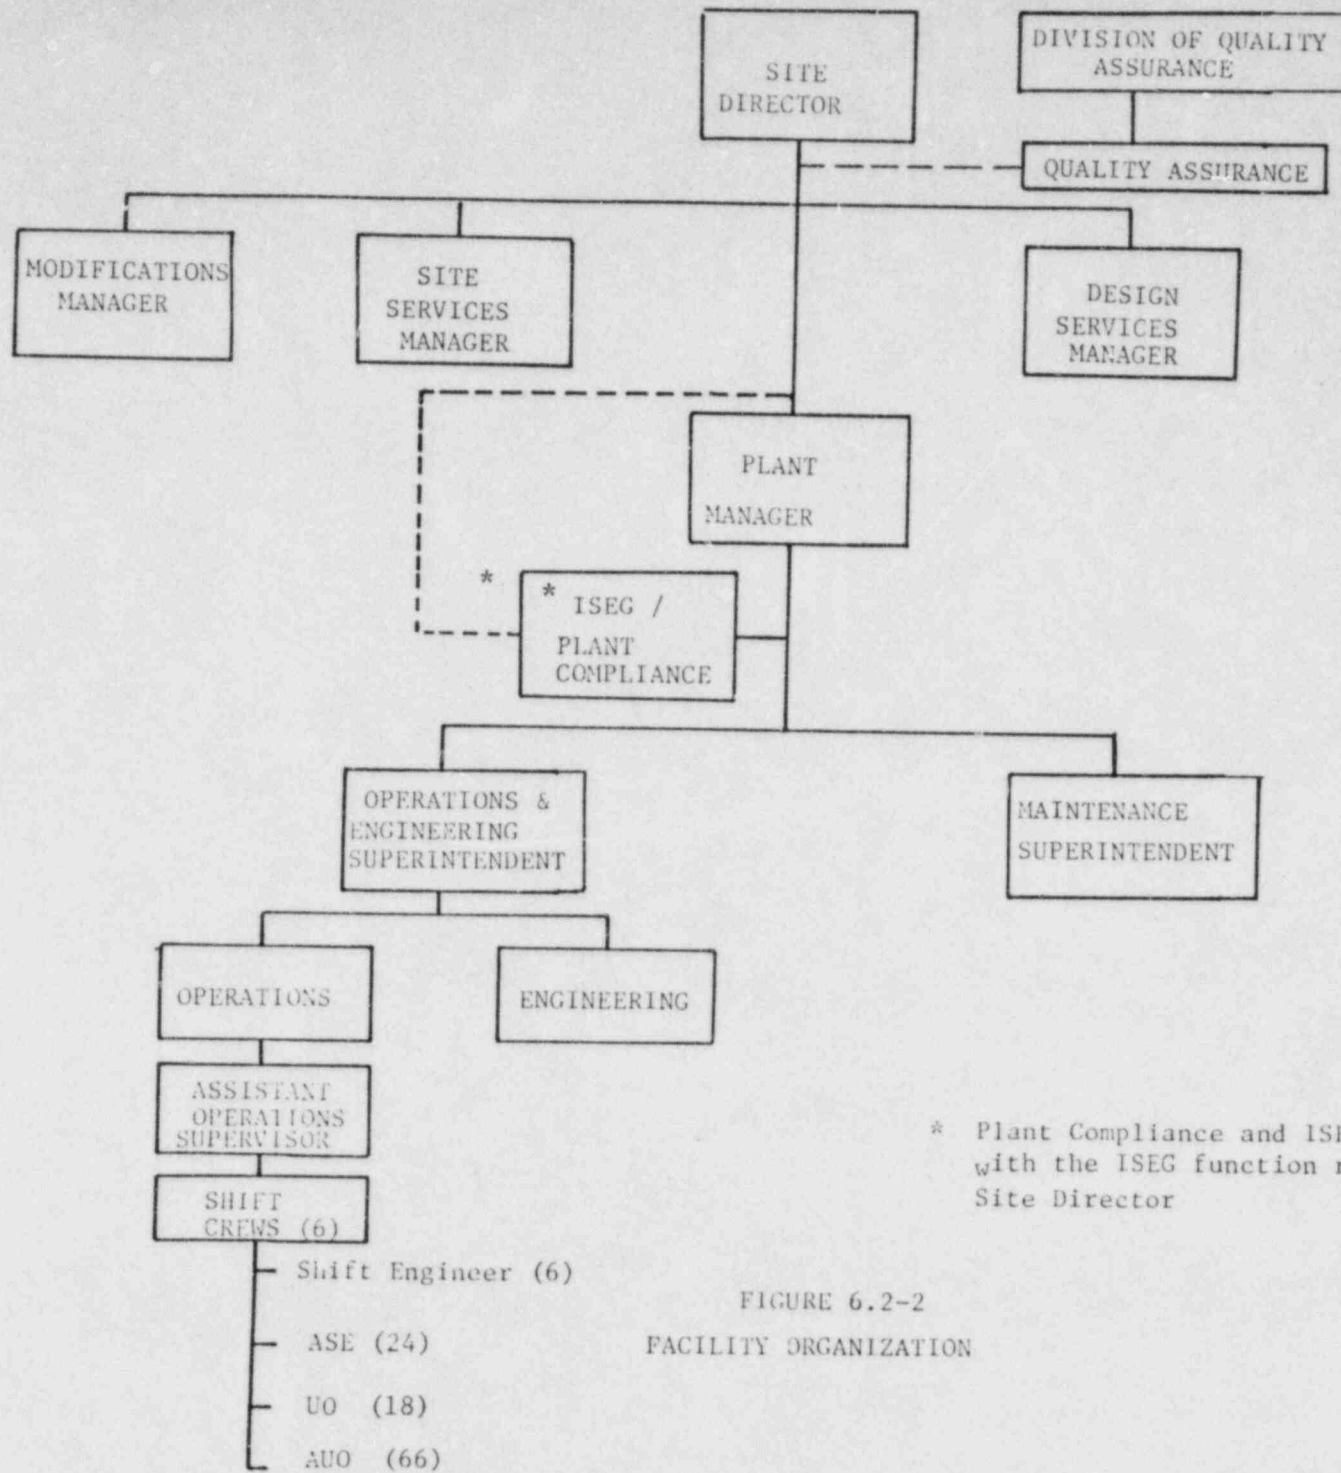 SITE
DIRECTOR
DIVISION OF QUALITY
ASSURANCE
QUALITY ASSURANCE
MODIFICATIONS
MANAGER
SITE
SERVICES
MANAGER
DESIGN
SERVICES
MANAGER
PLANT
MANAGER
*
* ISEG /
PLANT
COMPLIANCE
OPERATIONS &
ENGINEERING
SUPERINTENDENT
MAINTENANCE
SUPERINTENDENT
OPERATIONS
ENGINEERING
ASSISTANT
OPERATIONS
SUPERVISOR
SHIFT
CREWS (6)
Shift Engineer (6)
ASE (24)
UO (18)
AUO (66)
* Plant Compliance and
with the ISEG function
Site Director
FIGURE 6.2-2
FACILITY ORGANIZATION